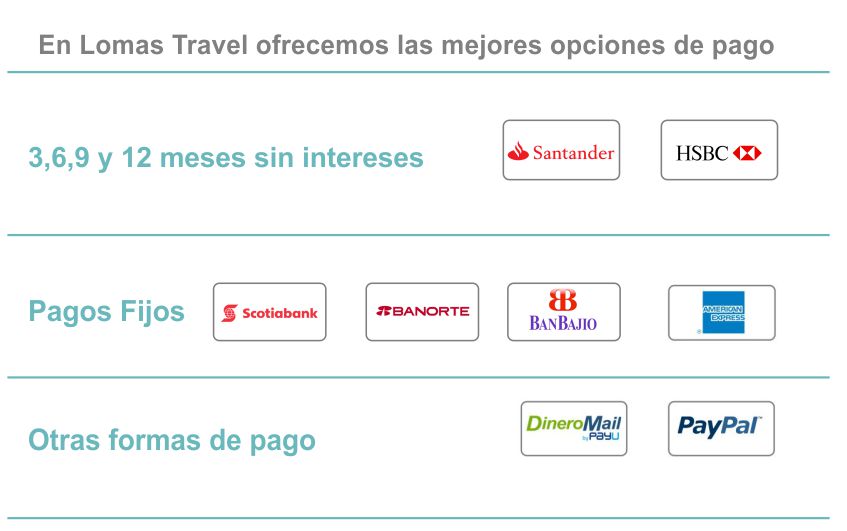 En Lomas Travel ofrecemos las mejores opciones de pago
3,6,9 y 12 meses sin intereses
Santander
HSBC
Pagos Fijos
Scotiabank
BANORTE
BANBAJIO
AMERICAN
EXPRESS
®
Otras formas de pago
DineroMail
by PayU
PayPal™